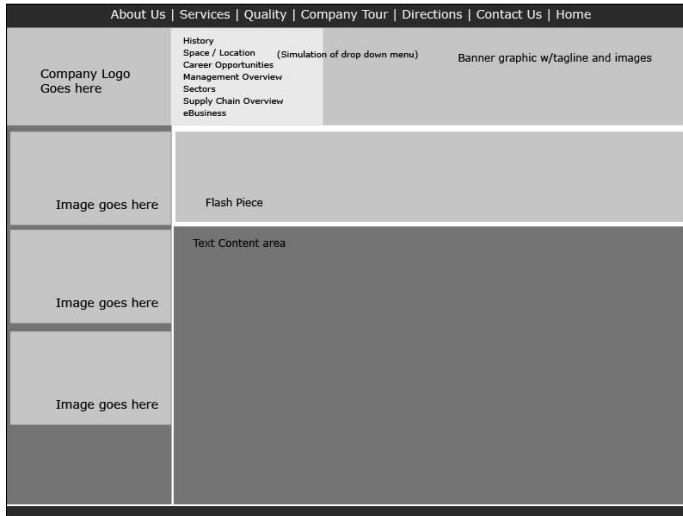 About Us | Services | Quality | Company Tour | Directions | Contact Us | Home
Company Logo
Goes here
History
Space / Location
Career Opportunities
Management Overview
Sectors
Supply Chain Overview
eBusiness
(Simulation of drop down menu)
Banner graphic w/tagline and images
Image goes here
Flash Piece
Image goes here
Text Content area
Image goes here